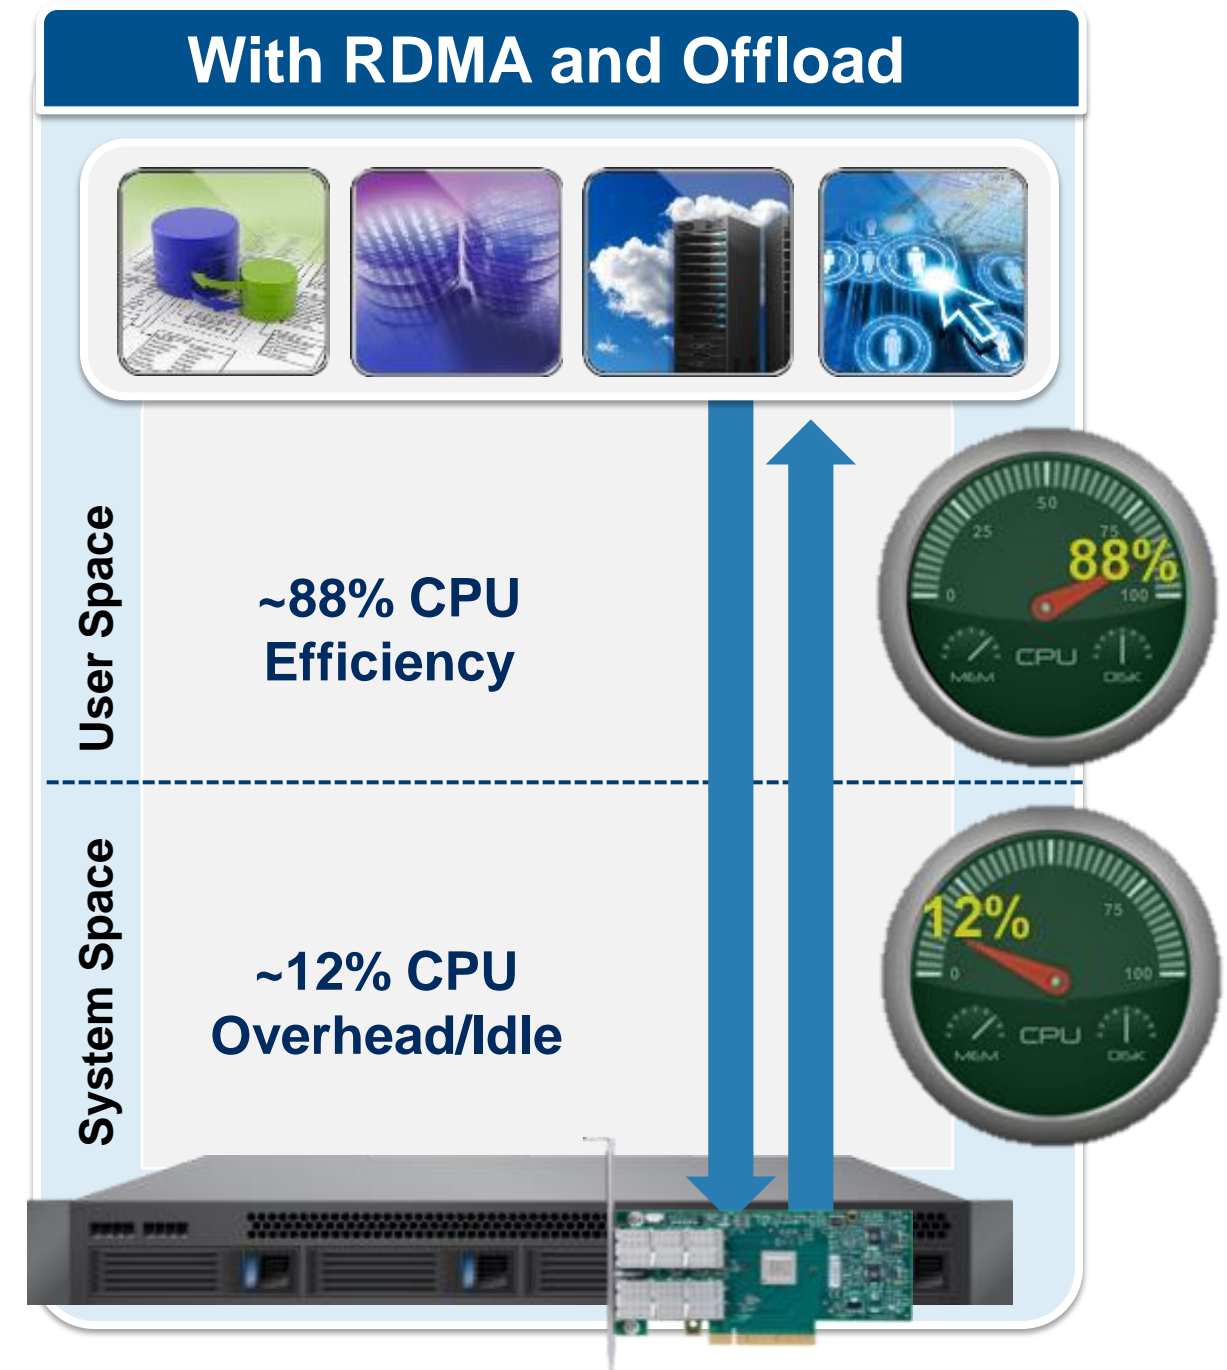 With RDMA and Offload
User Space
~88% CPU
Efficiency
0
25
50
75
100
88%
CPU
MEM
DISK
System Space
~12% CPU
Overhead/Idle
12%
0
75
100
CPU
MEM
DISK